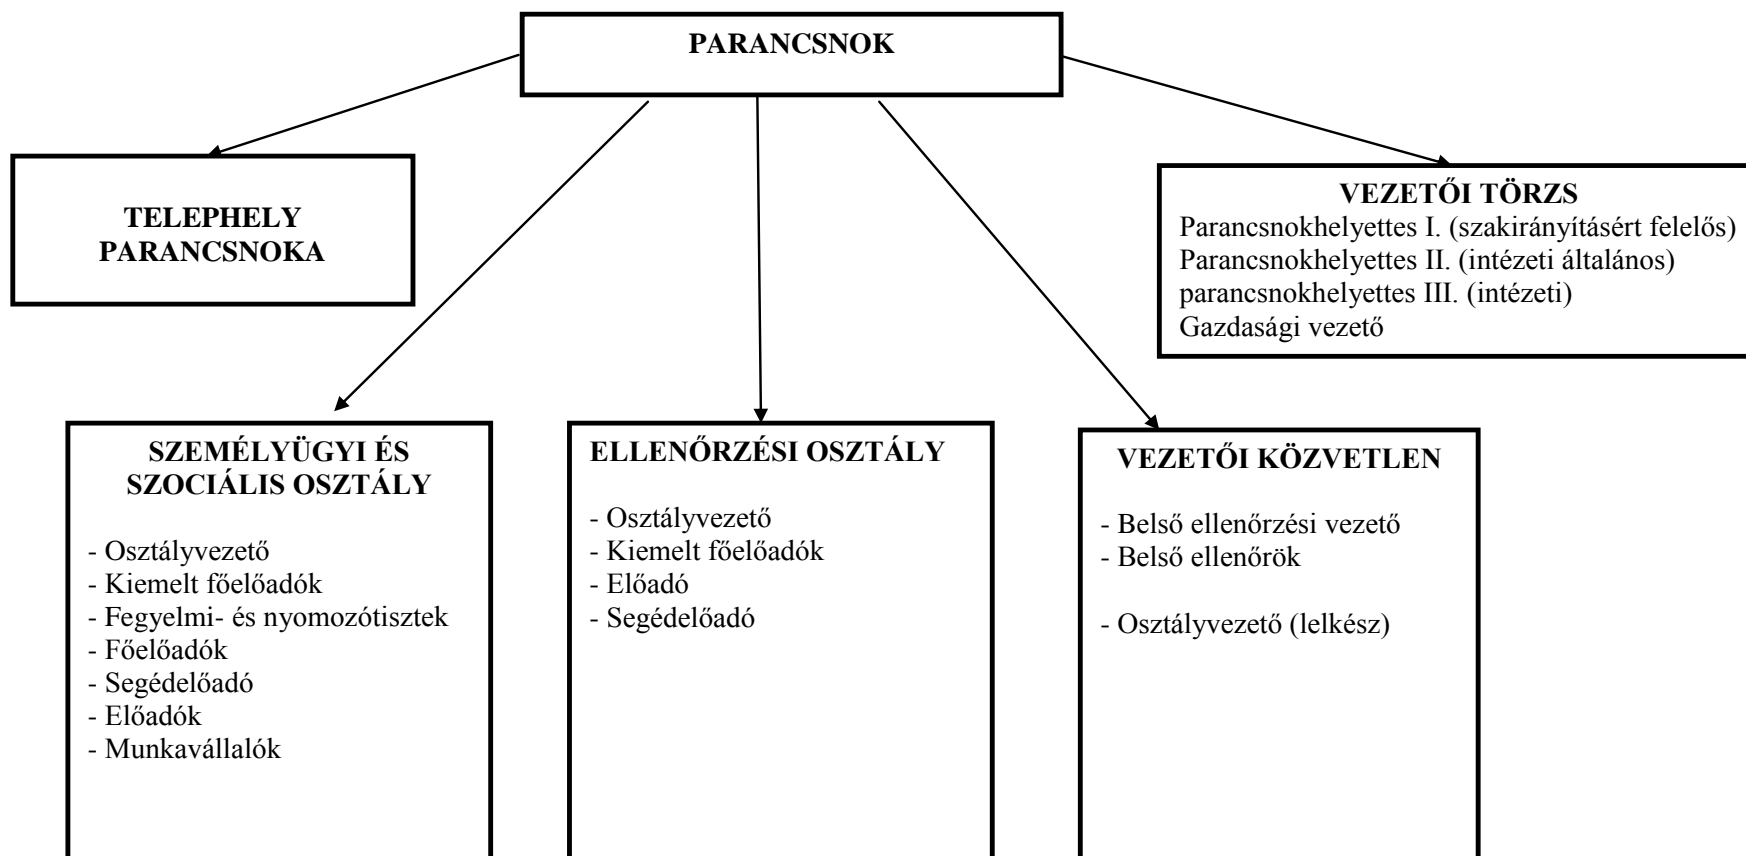 PARANCSNOK
TELEPHELY
PARANCSNOKA
VEZETŐI TÖRZS
Parancsnokhelyettes I. (szakirányításért felelős)
Parancsnokhelyettes II. (intézeti általános)
parancsnokhelyettes III. (intézeti)
Gazdasági vezető
SZEMÉLYÜGYI ÉS
SZOCIÁLIS OSZTÁLY
- Osztályvezető
- Kiemelt főelőadók
- Fegyelmi- és nyomozótisztek
- Főelőadók
- Segédelőadó
- Előadók
- Munkavállalók
ELLENŐRZÉSI OSZTÁLY
- Osztályvezető
- Kiemelt főelőadók
- Előadó
- Segédelőadó
VEZETŐI KÖZVETLEN
- Belső ellenőrzési vezető
- Belső ellenőrök
- Osztályvezető (lelkész)